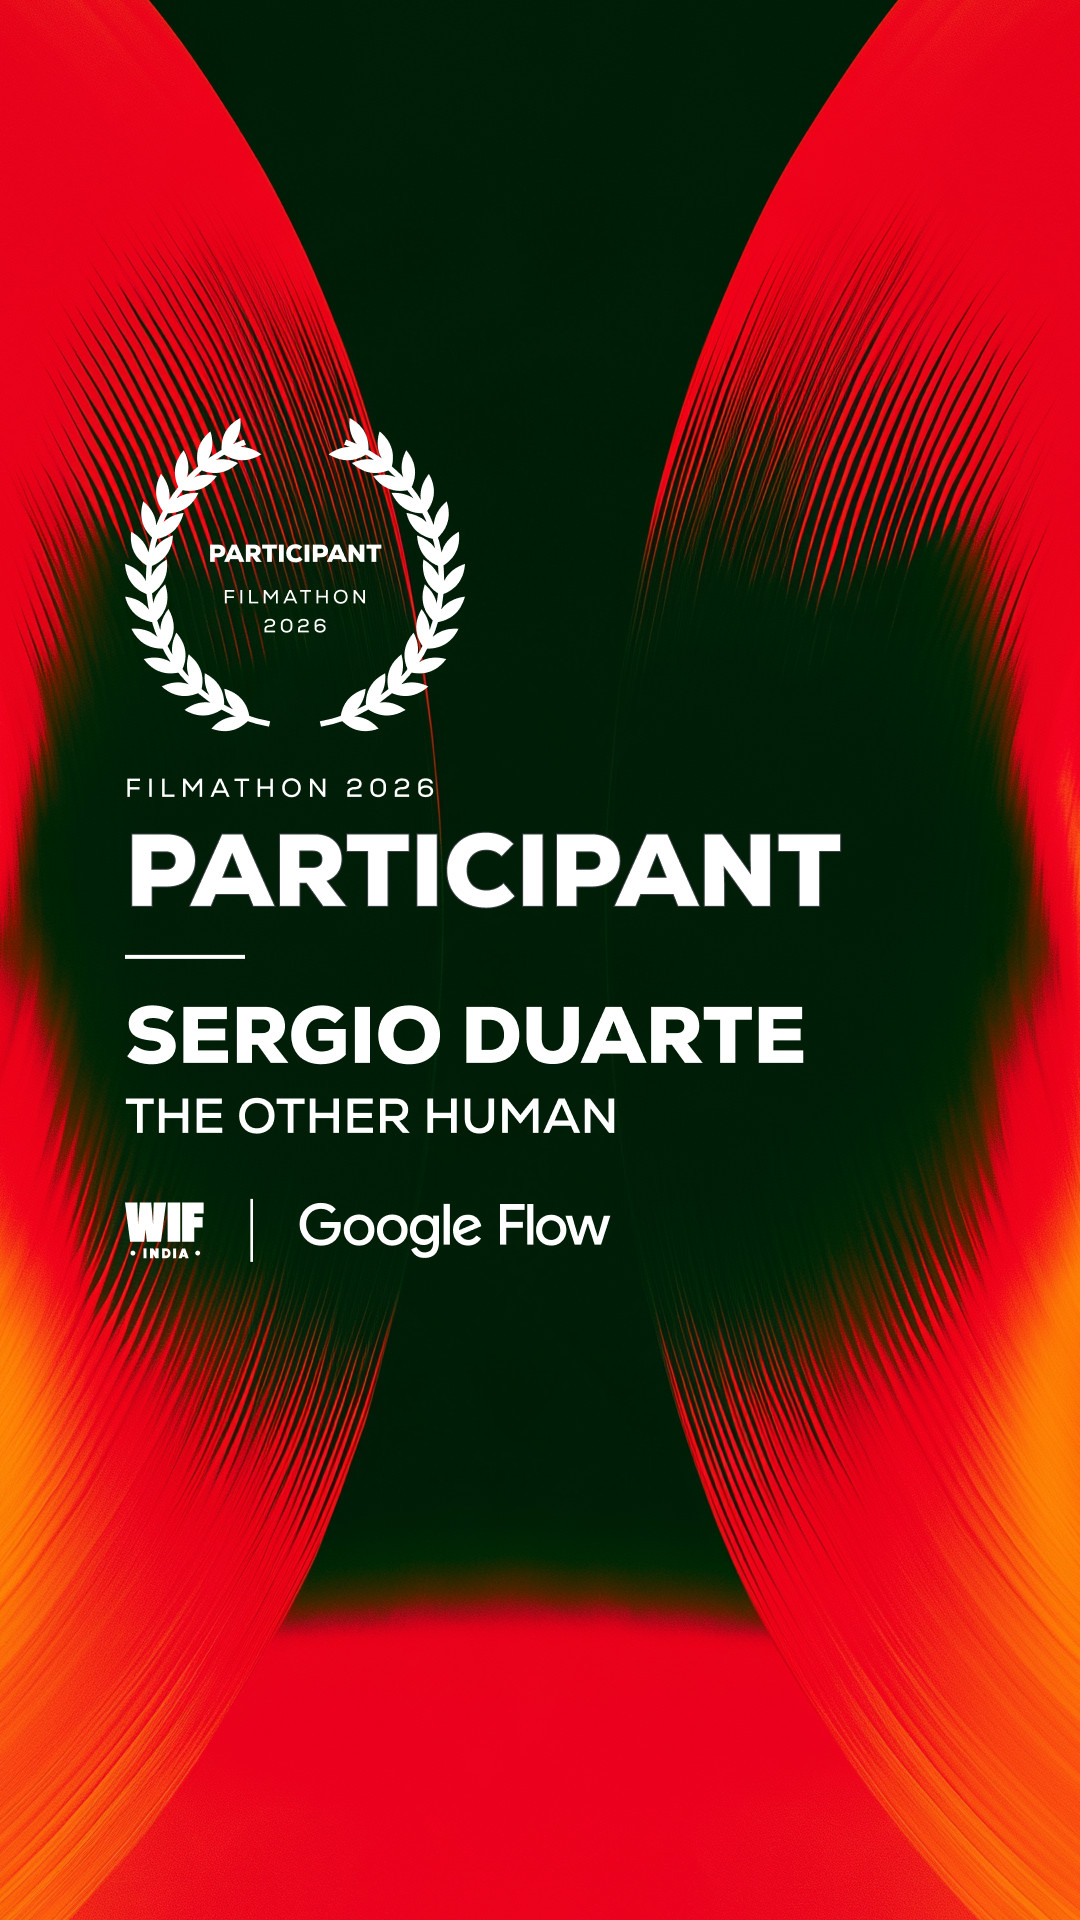 PARTICIPANT
FILMATHON
2026
FILMATHON 2026
PARTICIPANT
SERGIO DUARTE
THE OTHER HUMAN
WIF
• INDIA •
Google Flow